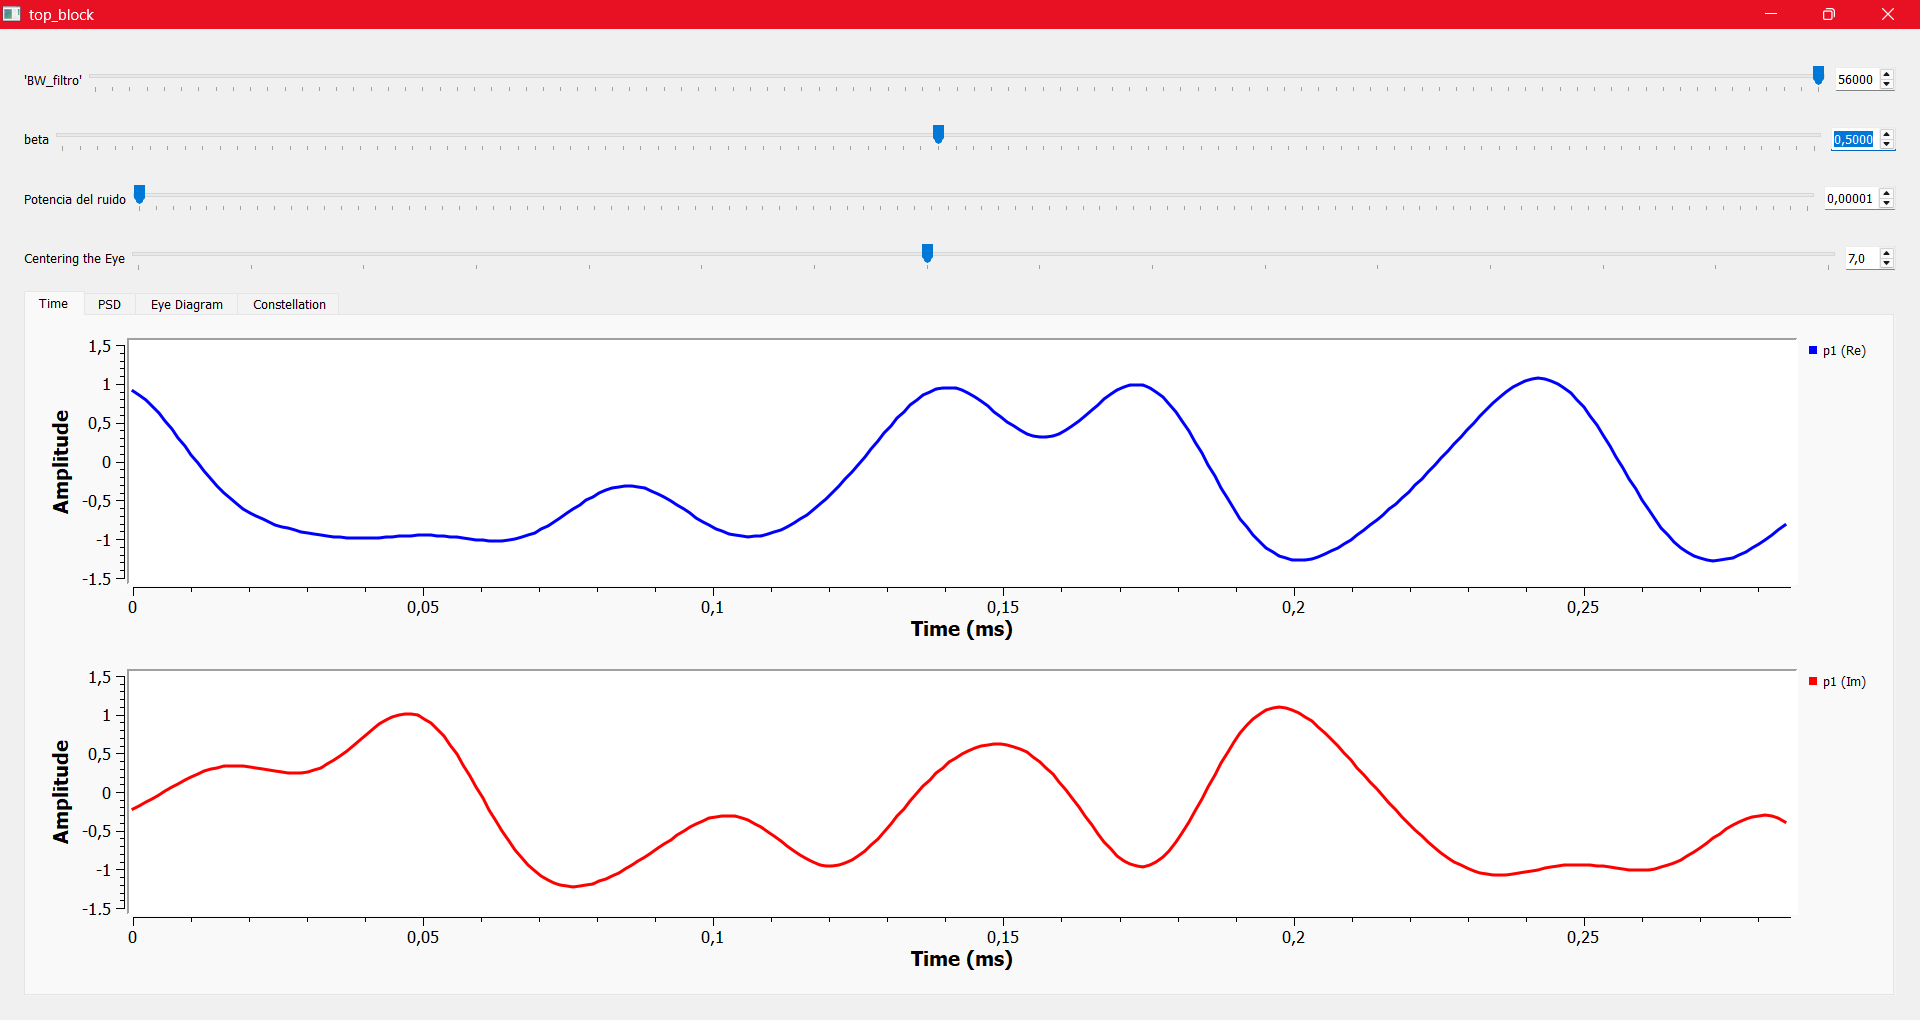 top_block
'BW_filtro' 56000
beta 0,5000
Potencia del ruido 0,00001
Centering the Eye 7,0
Time PSD Eye Diagram Constellation
1,5
1
0,5
0
-0,5
-1
-1.5
Amplitude
p1 (Re)
0 0,05 0,1 0,15 0,2 0,25
Time (ms)
1,5
1
0,5
0
-0,5
-1
-1.5
Amplitude
p1 (Im)
0 0,05 0,1 0,15 0,2 0,25
Time (ms)